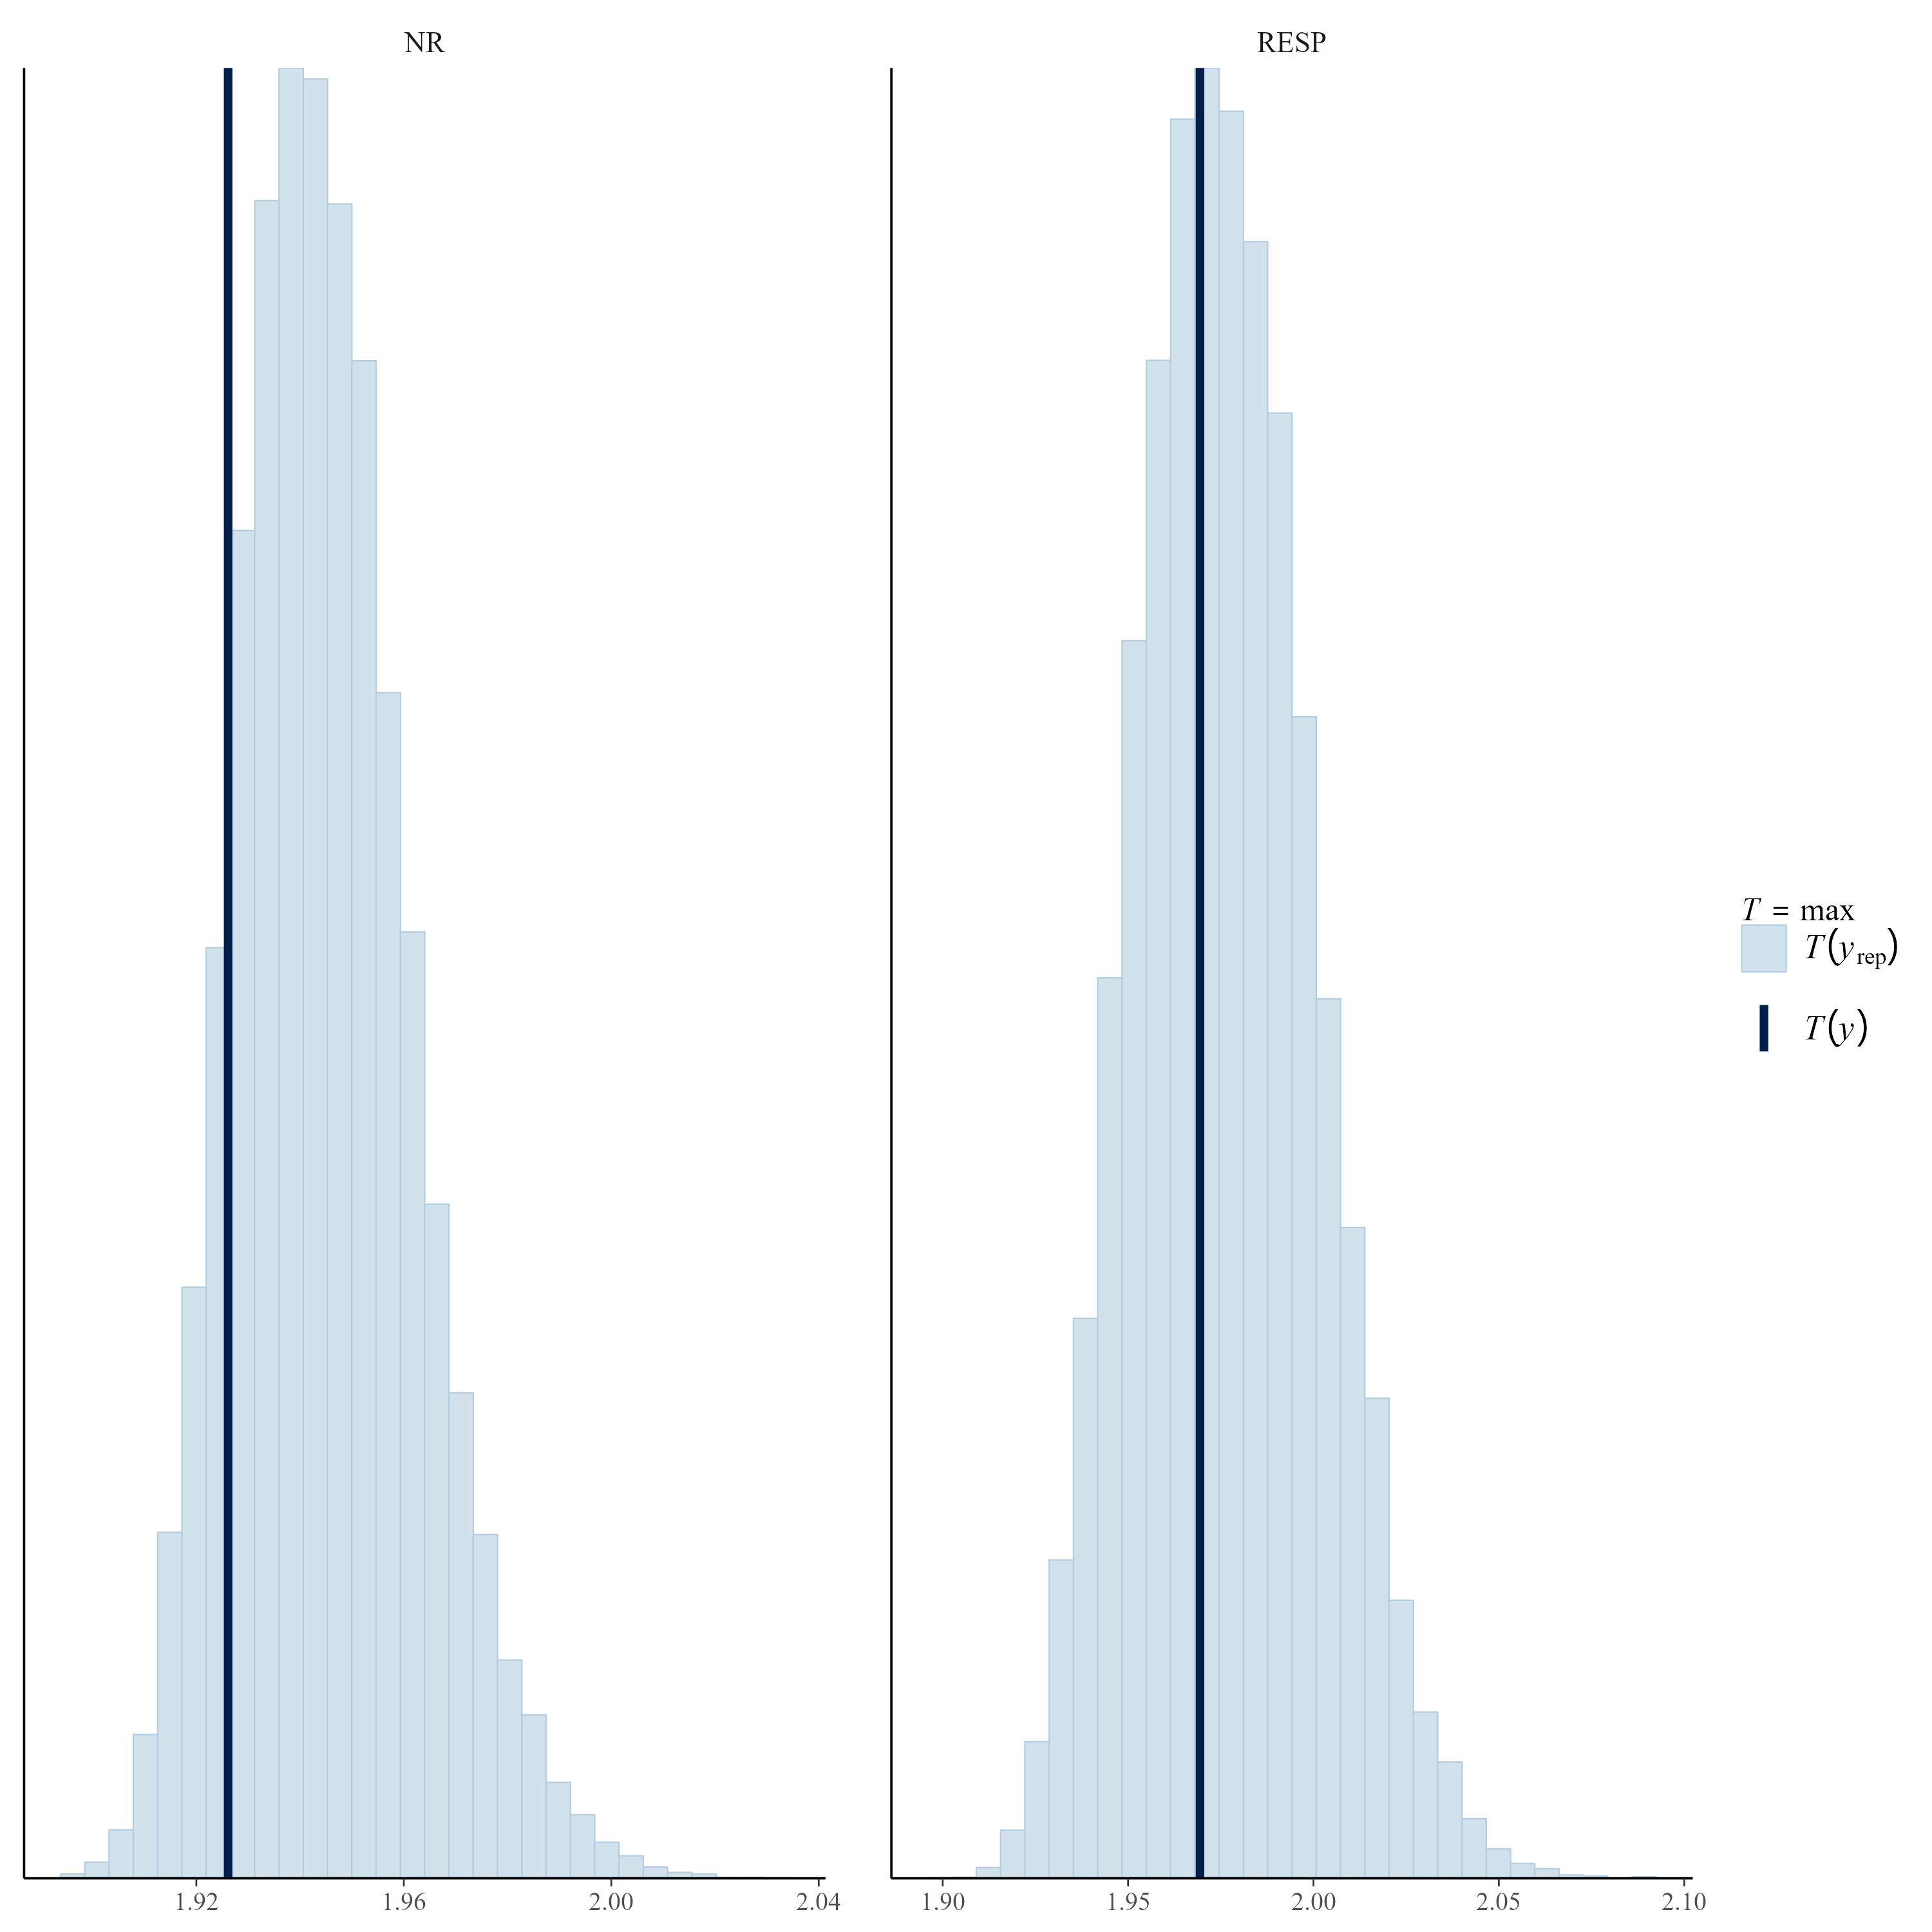 NR
RESP
T = max
T(yrep)
T(y)
1.92 1.96 2.00 2.04
1.90 1.95 2.00 2.05 2.10